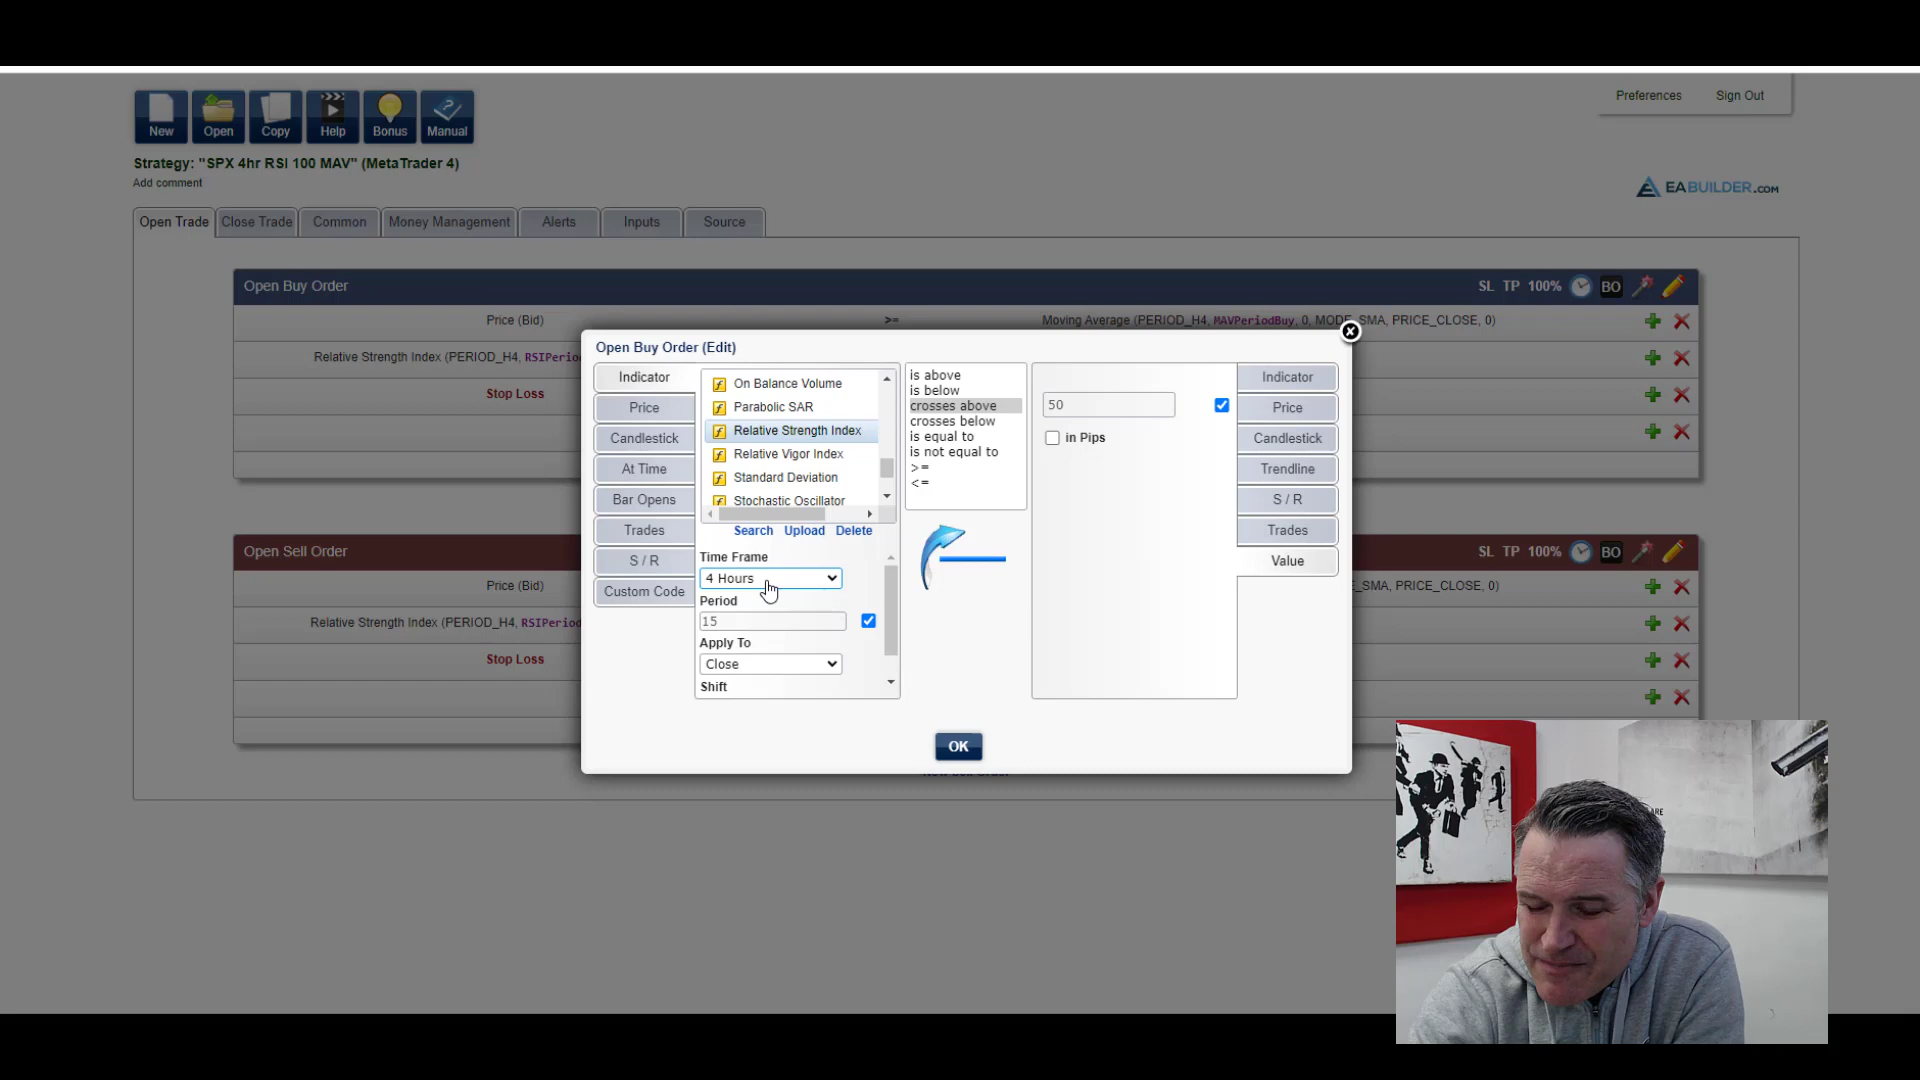 Preferences Sign Out
New Open Copy Help Bonus Manual
Strategy: "SPX 4hr RSI 100 MAV" (MetaTrader 4)
Add comment
EABUILDER.COM
Open Trade Close Trade Common Money Management Alerts Inputs Source
Open Buy Order SL TP 100% BO
Price (Bid) >= Moving Average (PERIOD_H4, MAVPeriodBuy, 0, MODE_SMA, PRICE_CLOSE, 0)
Relative Strength Index (PERIOD_H4, RSIPerio
Stop Loss
Open Sell Order SL TP 100% BO
Price (Bid) E_SMA, PRICE_CLOSE, 0)
Relative Strength Index (PERIOD_H4, RSIPeriod
Stop Loss
Open Buy Order (Edit)
Indicator
Price
Candlestick
At Time
Bar Opens
Trades
S / R
Custom Code
On Balance Volume
Parabolic SAR
Relative Strength Index
Relative Vigor Index
Standard Deviation
Stochastic Oscillator
Search Upload Delete
Time Frame
4 Hours
Period
15
Apply To
Close
Shift
is above
is below
crosses above
crosses below
is equal to
is not equal to
>=
<=
50
in Pips
Indicator
Price
Candlestick
Trendline
S / R
Trades
Value
OK
ARE